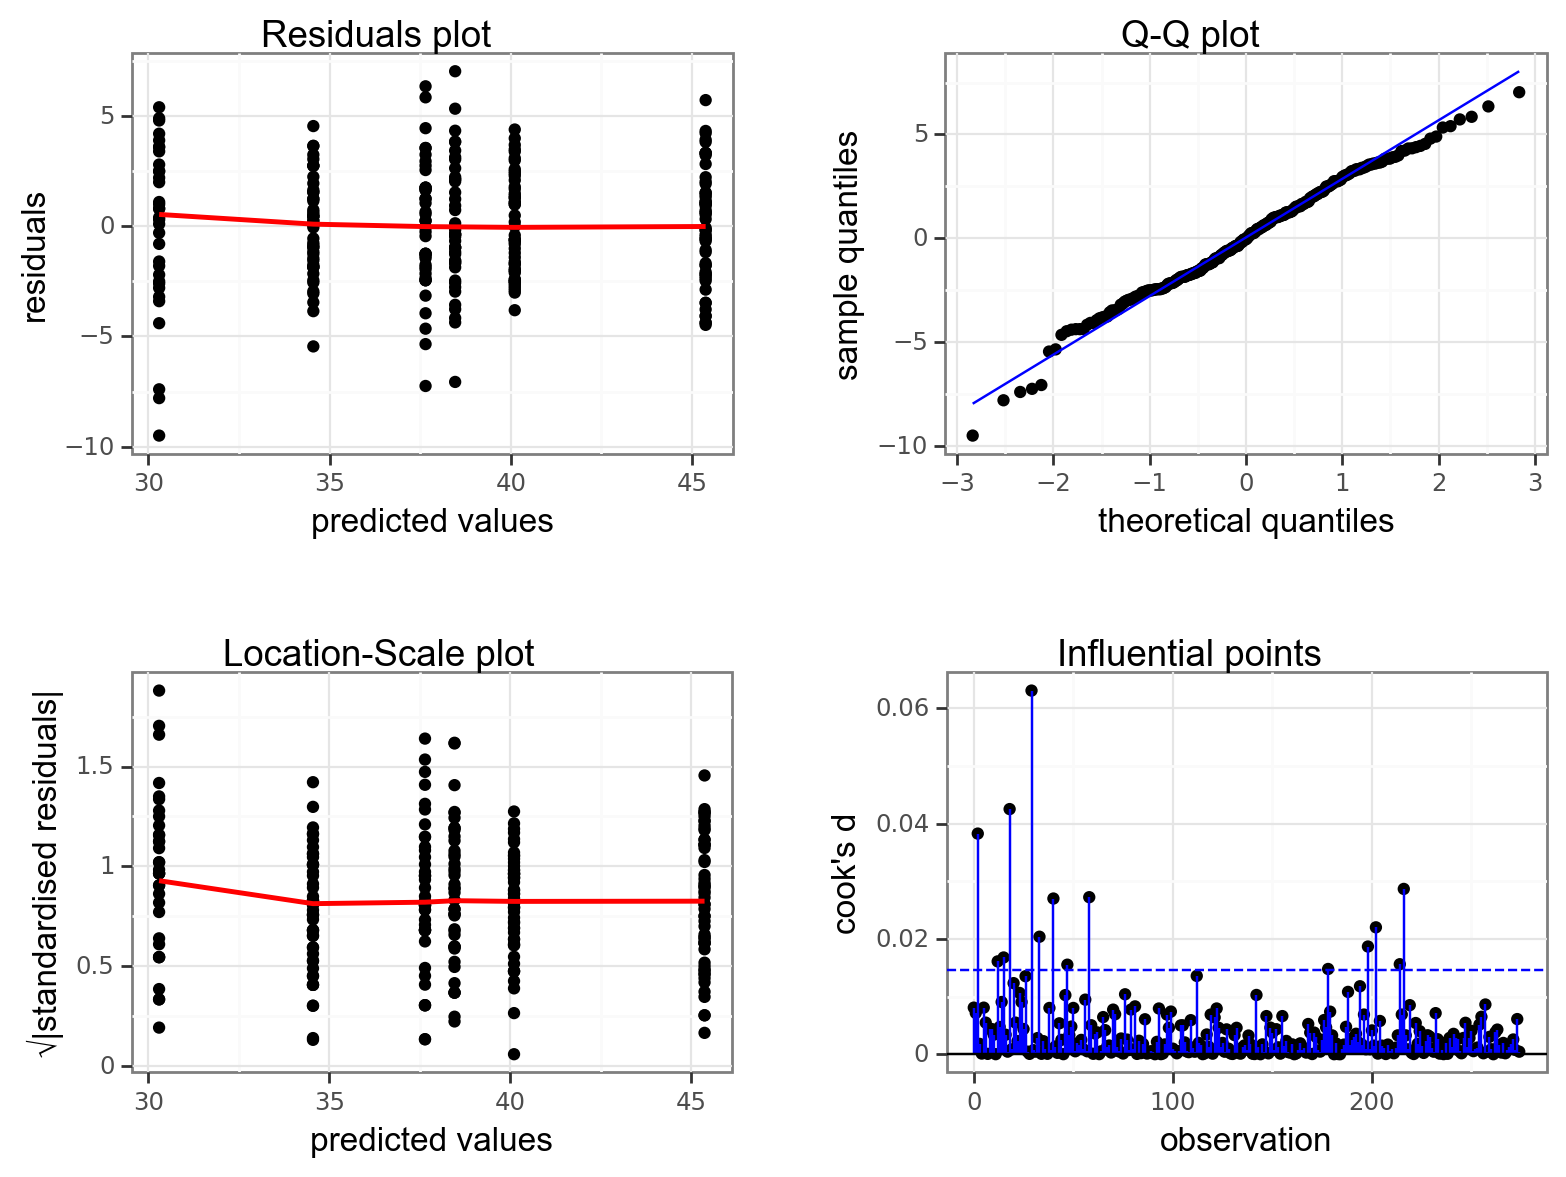 Residuals plot
5
0
−5
−10
residuals
30
35
40
45
predicted values
Q-Q plot
5
0
−5
−10
sample quantiles
−3
−2
−1
0
1
2
3
theoretical quantiles
Location-Scale plot
1.5
1
0.5
0
√|standardised residuals|
30
35
40
45
predicted values
Influential points
0.06
0.04
0.02
0
cook's d
0
100
200
observation